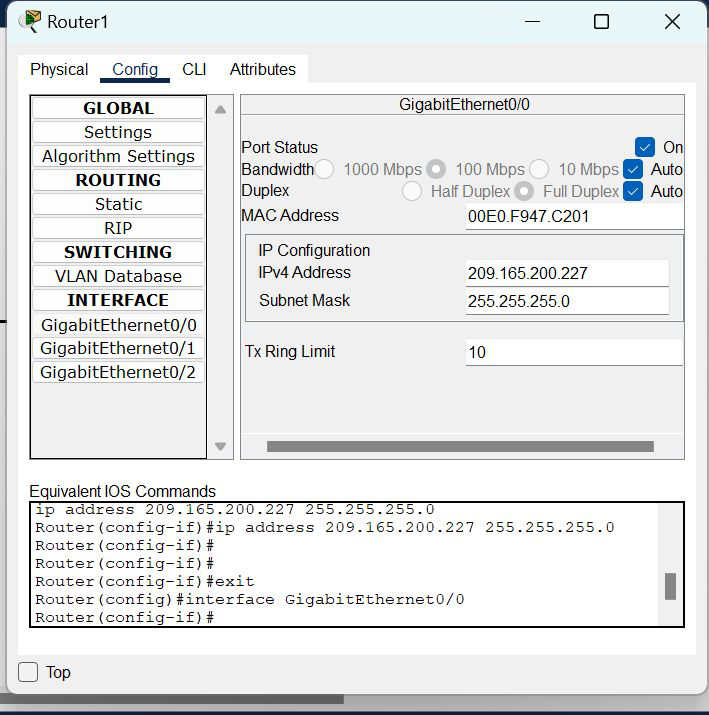 Router1
Physical Config CLI Attributes
GLOBAL
Settings
Algorithm Settings
ROUTING
Static
RIP
SWITCHING
VLAN Database
INTERFACE
GigabitEthernet0/0
GigabitEthernet0/1
GigabitEthernet0/2
GigabitEthernet0/0
Port Status On
Bandwidth 1000 Mbps 100 Mbps 10 Mbps Auto
Duplex Half Duplex Full Duplex Auto
MAC Address 00E0.F947.C201
IP Configuration
IPv4 Address 209.165.200.227
Subnet Mask 255.255.255.0
Tx Ring Limit 10
Equivalent IOS Commands
ip address 209.165.200.227 255.255.255.0
Router(config-if)#ip address 209.165.200.227 255.255.255.0
Router(config-if)#
Router(config-if)#
Router(config-if)#exit
Router(config)#interface GigabitEthernet0/0
Router(config-if)#
Top